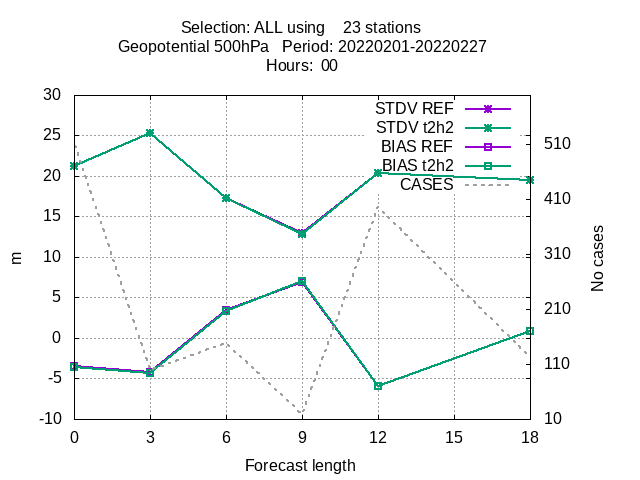 Selection: ALL using    23 stations
Geopotential 500hPa   Period: 20220201-20220227
Hours:  00
STDV REF
STDV t2h2
BIAS REF
BIAS t2h2
CASES
30
25
20
15
10
5
0
-5
-10
m
510
410
310
210
110
10
No cases
0 3 6 9 12 15 18
Forecast length